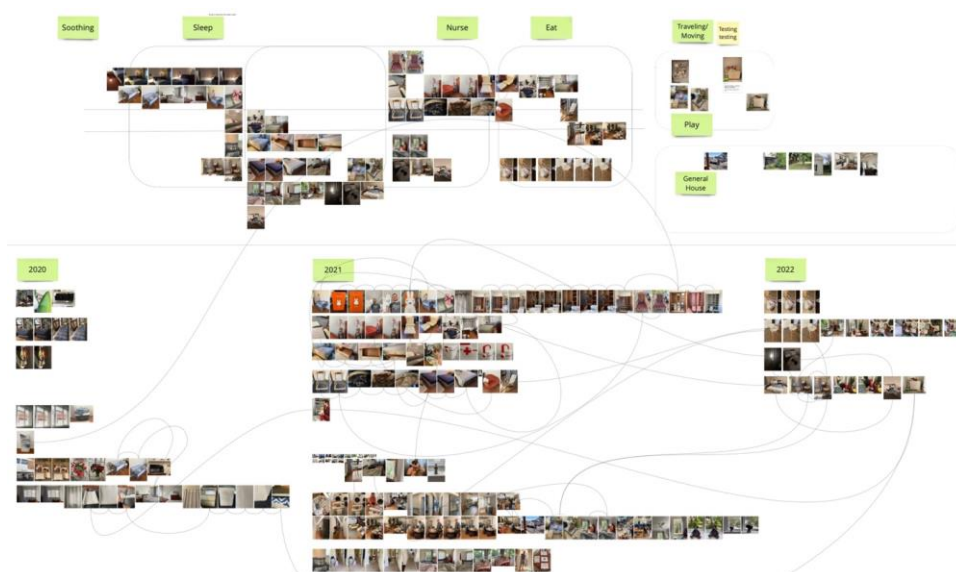 Soothing
Sleep
Nurse
Eat
Traveling/
Moving
Testing
testing
Play
General
House
2020
2021
2022